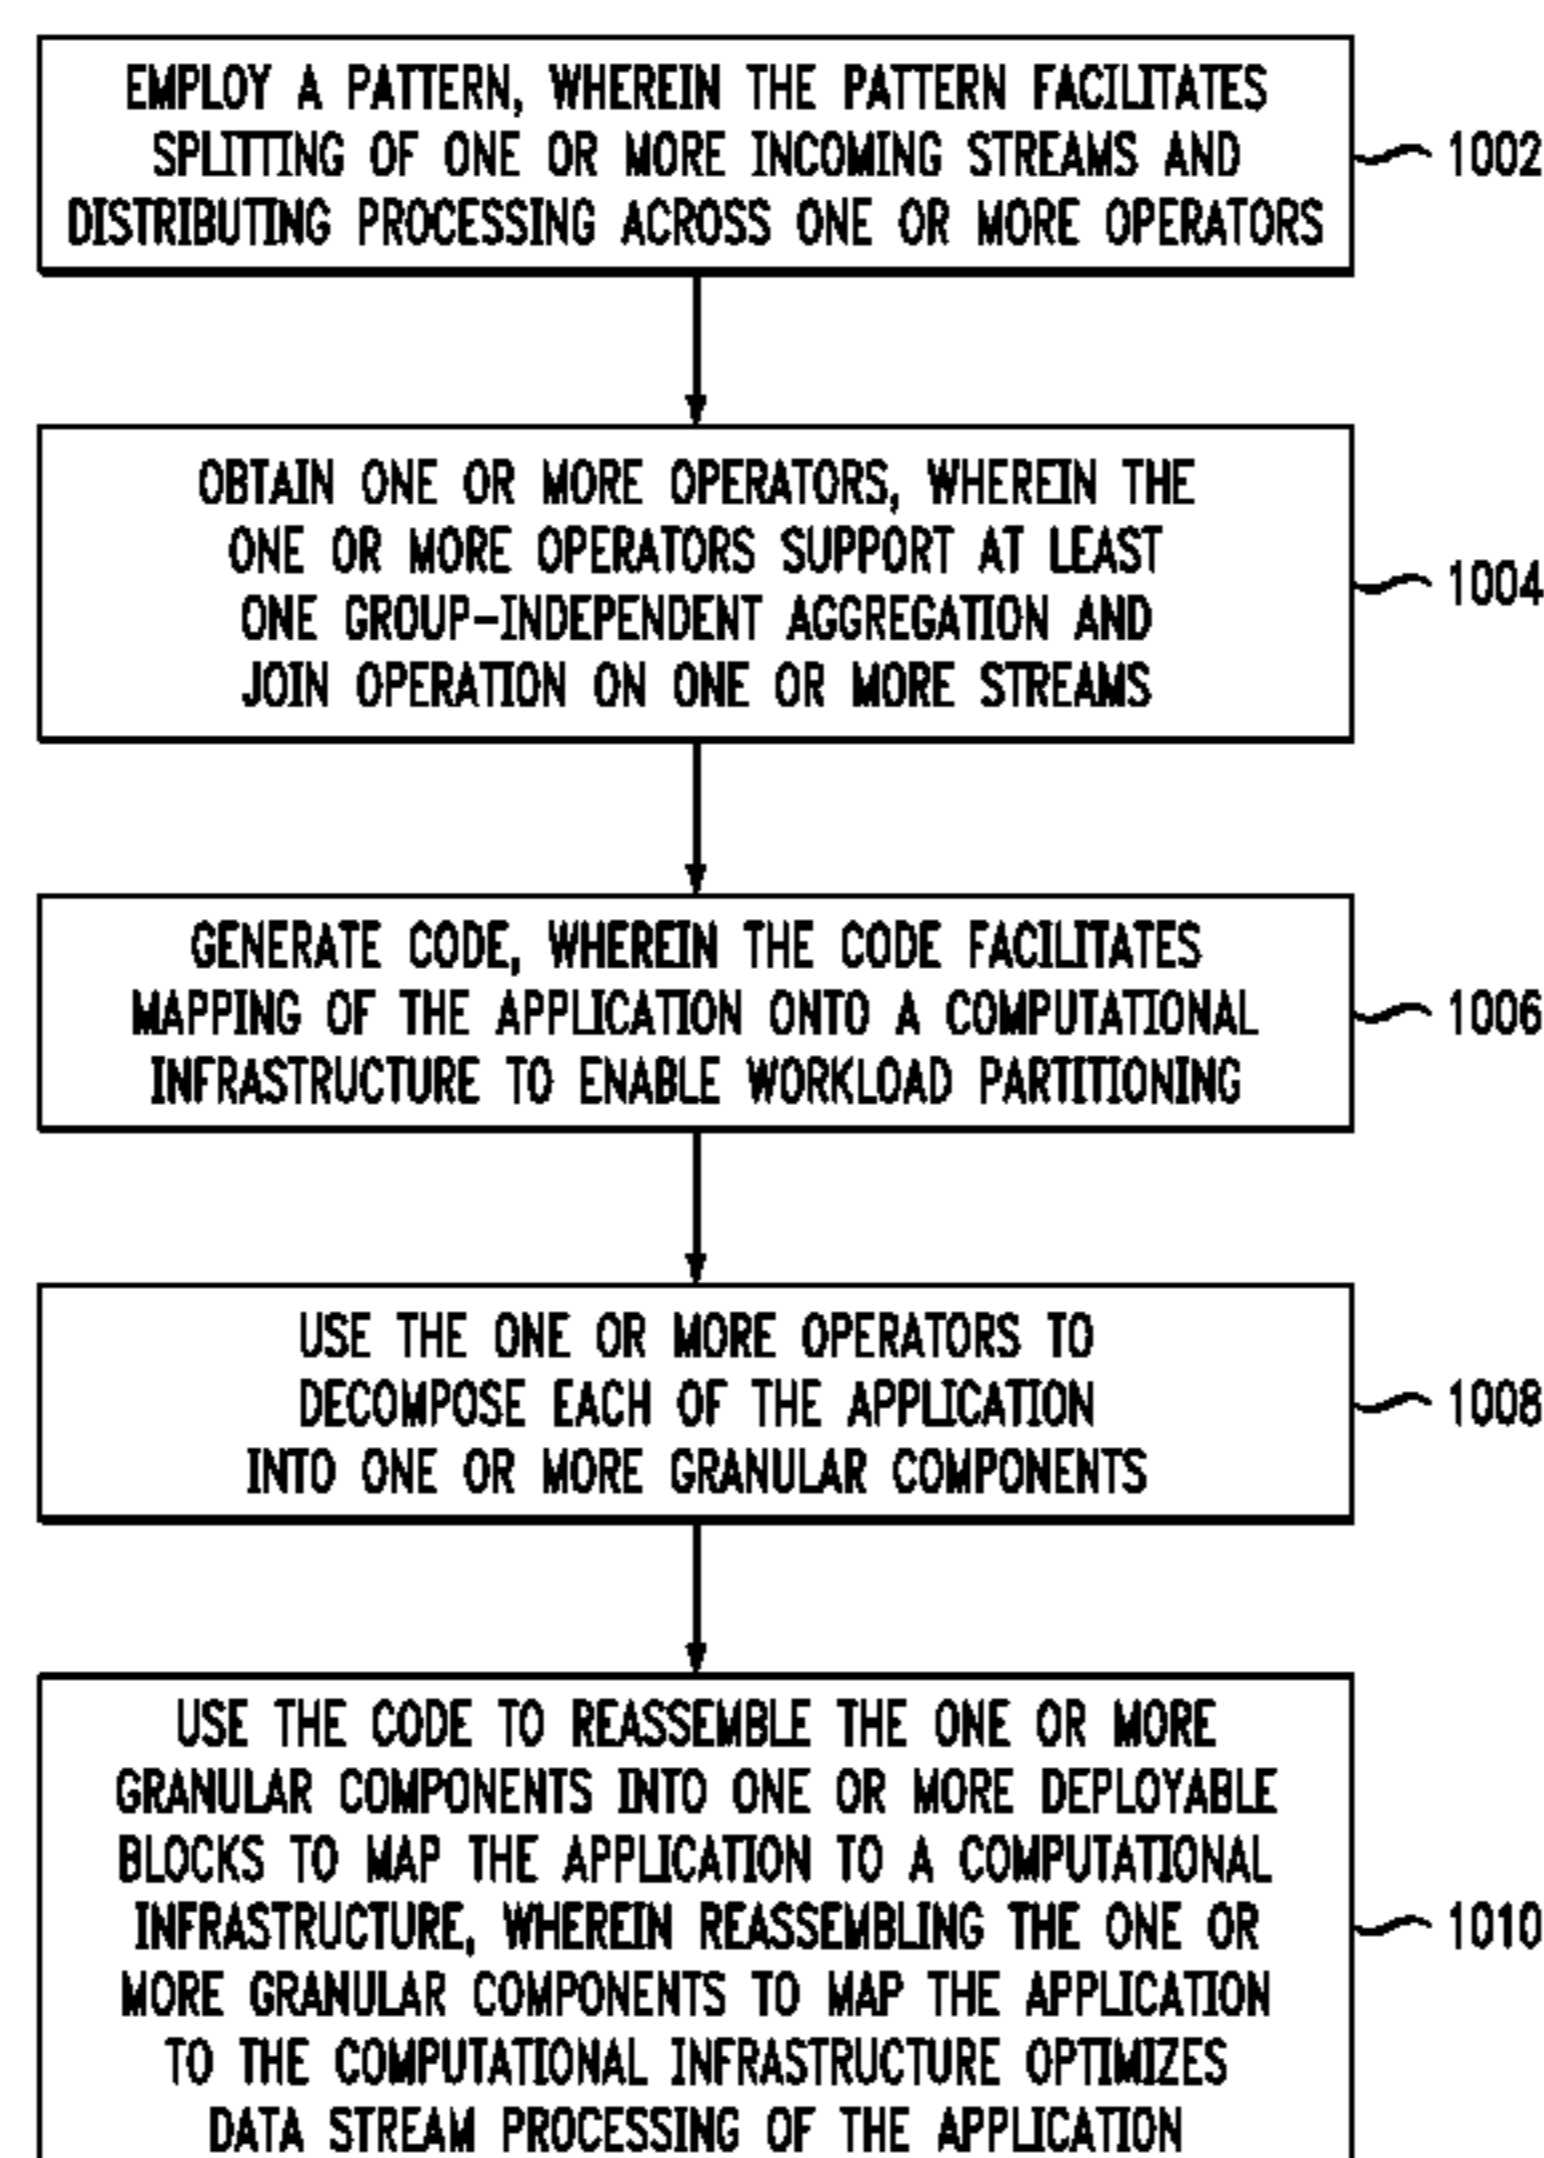 EMPLOY A PATTERN, WHEREIN THE PATTERN FACILITATES
SPLITTING OF ONE OR MORE INCOMING STREAMS AND
DISTRIBUTING PROCESSING ACROSS ONE OR MORE OPERATORS
1002
OBTAIN ONE OR MORE OPERATORS, WHEREIN THE
ONE OR MORE OPERATORS SUPPORT AT LEAST
ONE GROUP-INDEPENDENT AGGREGATION AND
JOIN OPERATION ON ONE OR MORE STREAMS
1004
GENERATE CODE, WHEREIN THE CODE FACILITATES
MAPPING OF THE APPLICATION ONTO A COMPUTATIONAL
INFRASTRUCTURE TO ENABLE WORKLOAD PARTITIONING
1006
USE THE ONE OR MORE OPERATORS TO
DECOMPOSE EACH OF THE APPLICATION
INTO ONE OR MORE GRANULAR COMPONENTS
1008
USE THE CODE TO REASSEMBLE THE ONE OR MORE
GRANULAR COMPONENTS INTO ONE OR MORE DEPLOYABLE
BLOCKS TO MAP THE APPLICATION TO A COMPUTATIONAL
INFRASTRUCTURE, WHEREIN REASSEMBLING THE ONE OR
MORE GRANULAR COMPONENTS TO MAP THE APPLICATION
TO THE COMPUTATIONAL INFRASTRUCTURE OPTIMIZES
DATA STREAM PROCESSING OF THE APPLICATION
1010